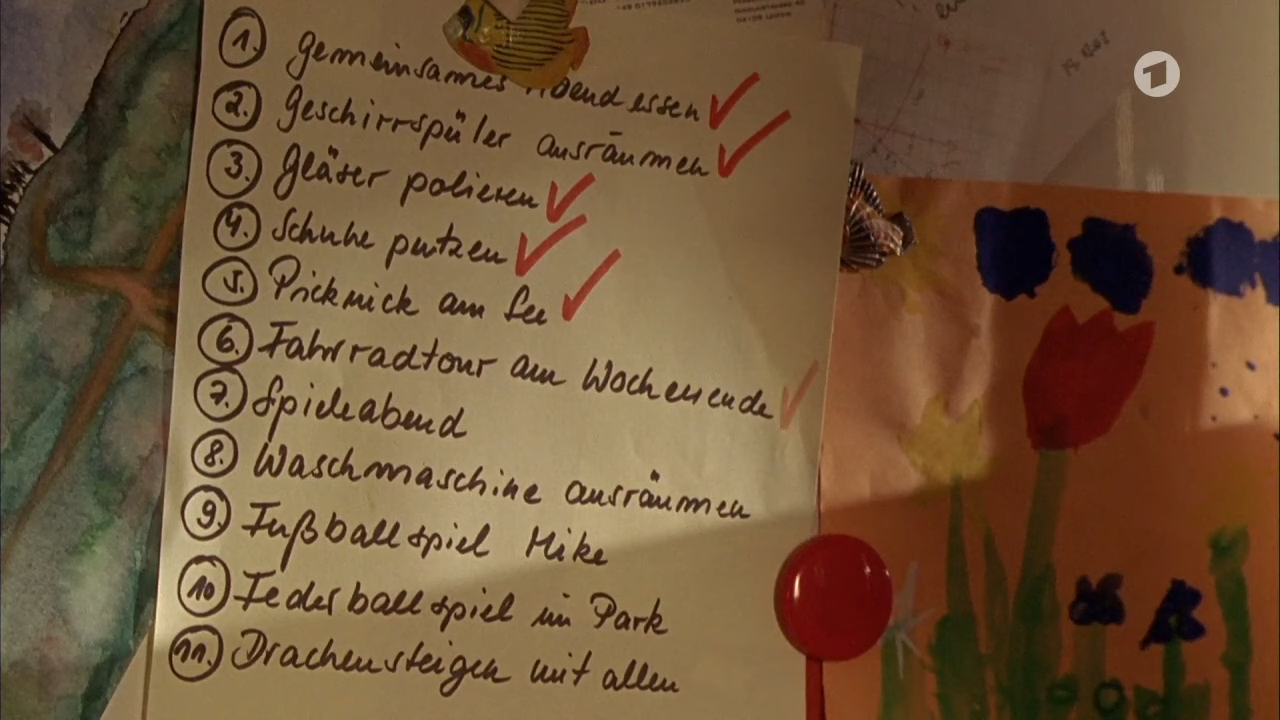 1. gemeinsames Abendessen
2. Geschirrspüler ausräumen
3. Gläser polieren
4. Schuhe putzen
5. Picknick am See
6. Fahrradtour am Wochenende
7. Spieleabend
8. Waschmaschine ausräumen
9. Fußballspiel Mike
10 Federballspiel im Park
11. Drachensteigen mit allen
1